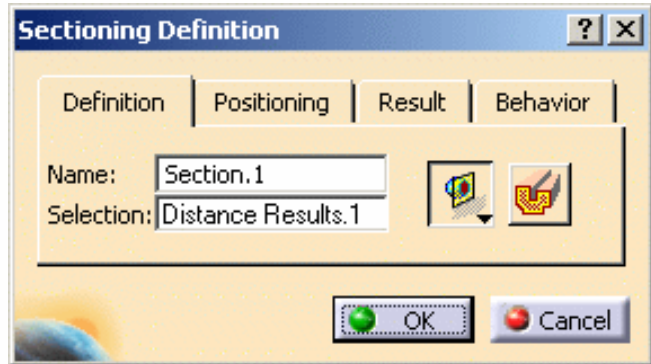 Sectioning Definition ? X
Definition Positioning Result Behavior
Name: Section.1
Selection: Distance Results.1
OK Cancel